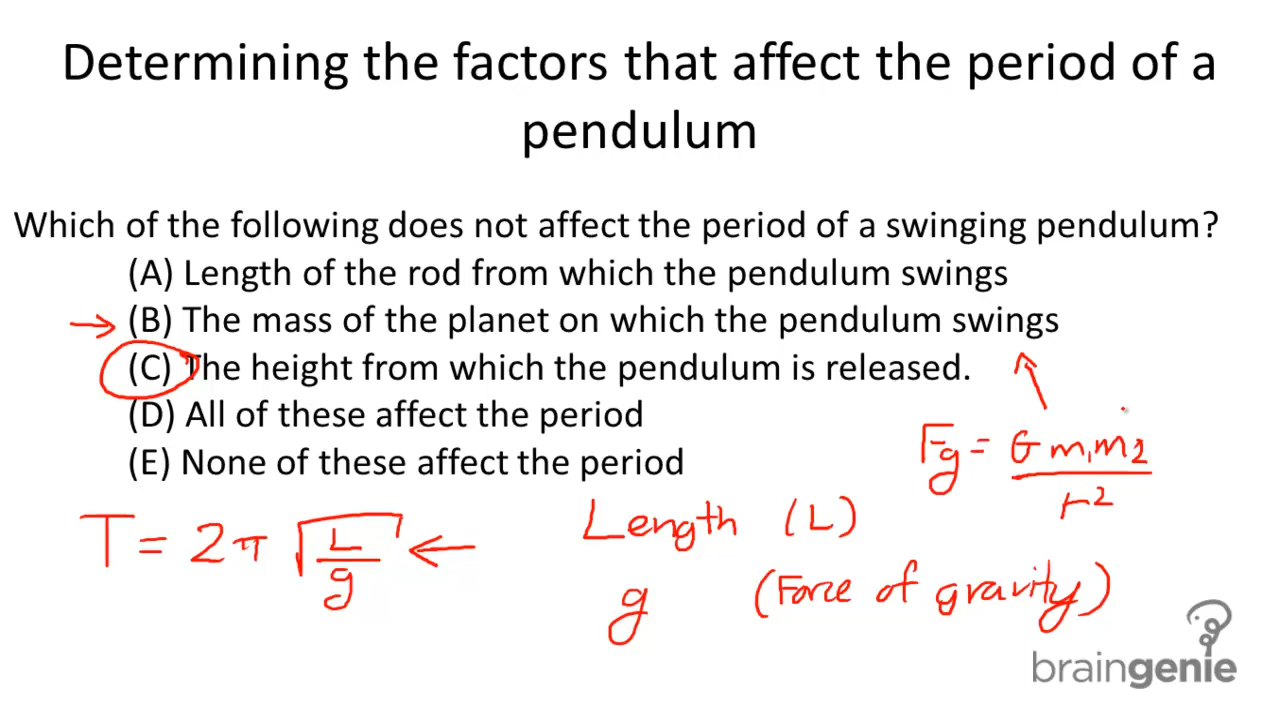 Determining the factors that affect the period of a
pendulum
Which of the following does not affect the period of a swinging pendulum?
(A) Length of the rod from which the pendulum swings
(B) The mass of the planet on which the pendulum swings
(C) The height from which the pendulum is released.
(D) All of these affect the period
(E) None of these affect the period
Fg = G m₁m₂ / r²
T = 2π √(L/g)
Length (L)
g (Force of gravity)
braingenie